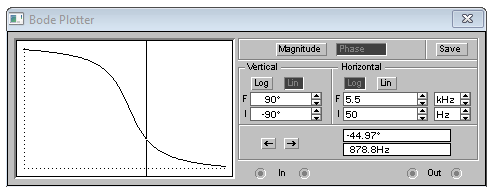 Bode Plotter
Magnitude Phase Save
Vertical Horizontal
Log Lin Log Lin
F 90° F 5.5 kHz
I -90° I 50 Hz
-44.97°
878.8Hz
In Out